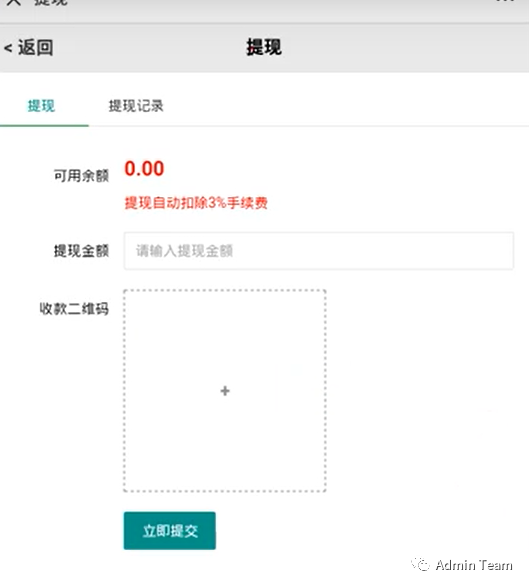 < 返回 提现
提现 提现记录
可用余额 0.00
提现自动扣除3%手续费
提现金额 请输入提现金额
收款二维码
+
立即提交
Admin Team